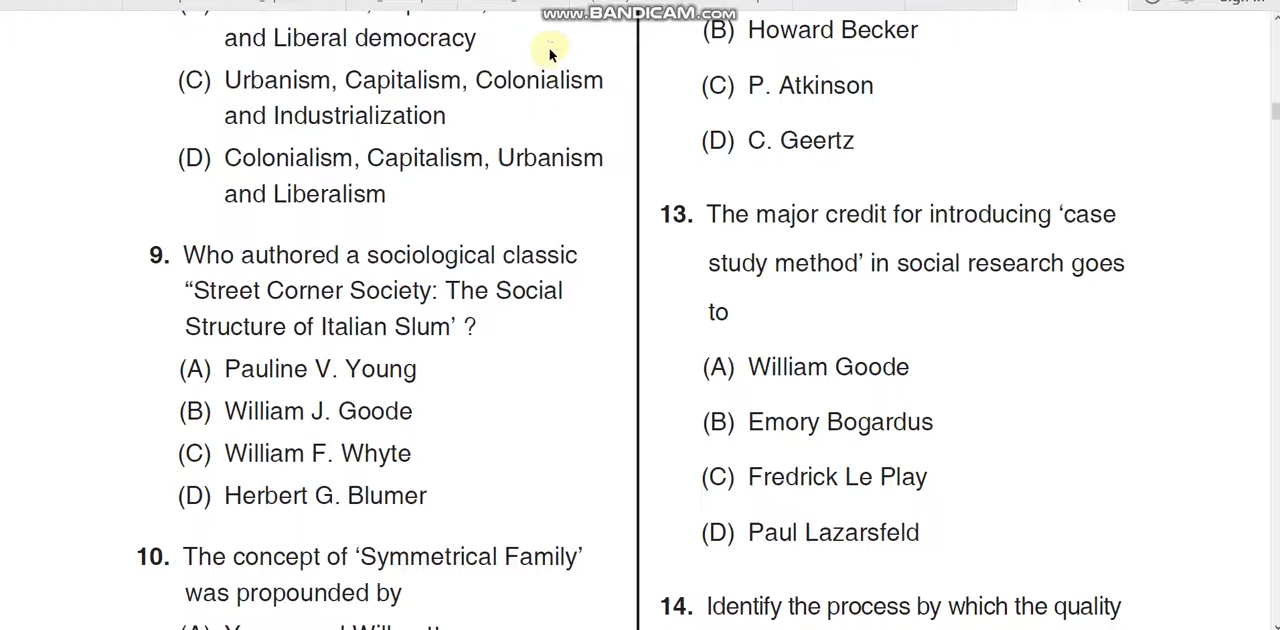 www.BANDICAM.com
and Liberal democracy
(C) Urbanism, Capitalism, Colonialism
and Industrialization
(D) Colonialism, Capitalism, Urbanism
and Liberalism
9. Who authored a sociological classic
“Street Corner Society: The Social
Structure of Italian Slum’ ?
(A) Pauline V. Young
(B) William J. Goode
(C) William F. Whyte
(D) Herbert G. Blumer
10. The concept of ‘Symmetrical Family’
was propounded by
(B) Howard Becker
(C) P. Atkinson
(D) C. Geertz
13. The major credit for introducing ‘case
study method’ in social research goes
to
(A) William Goode
(B) Emory Bogardus
(C) Fredrick Le Play
(D) Paul Lazarsfeld
14. Identify the process by which the quality